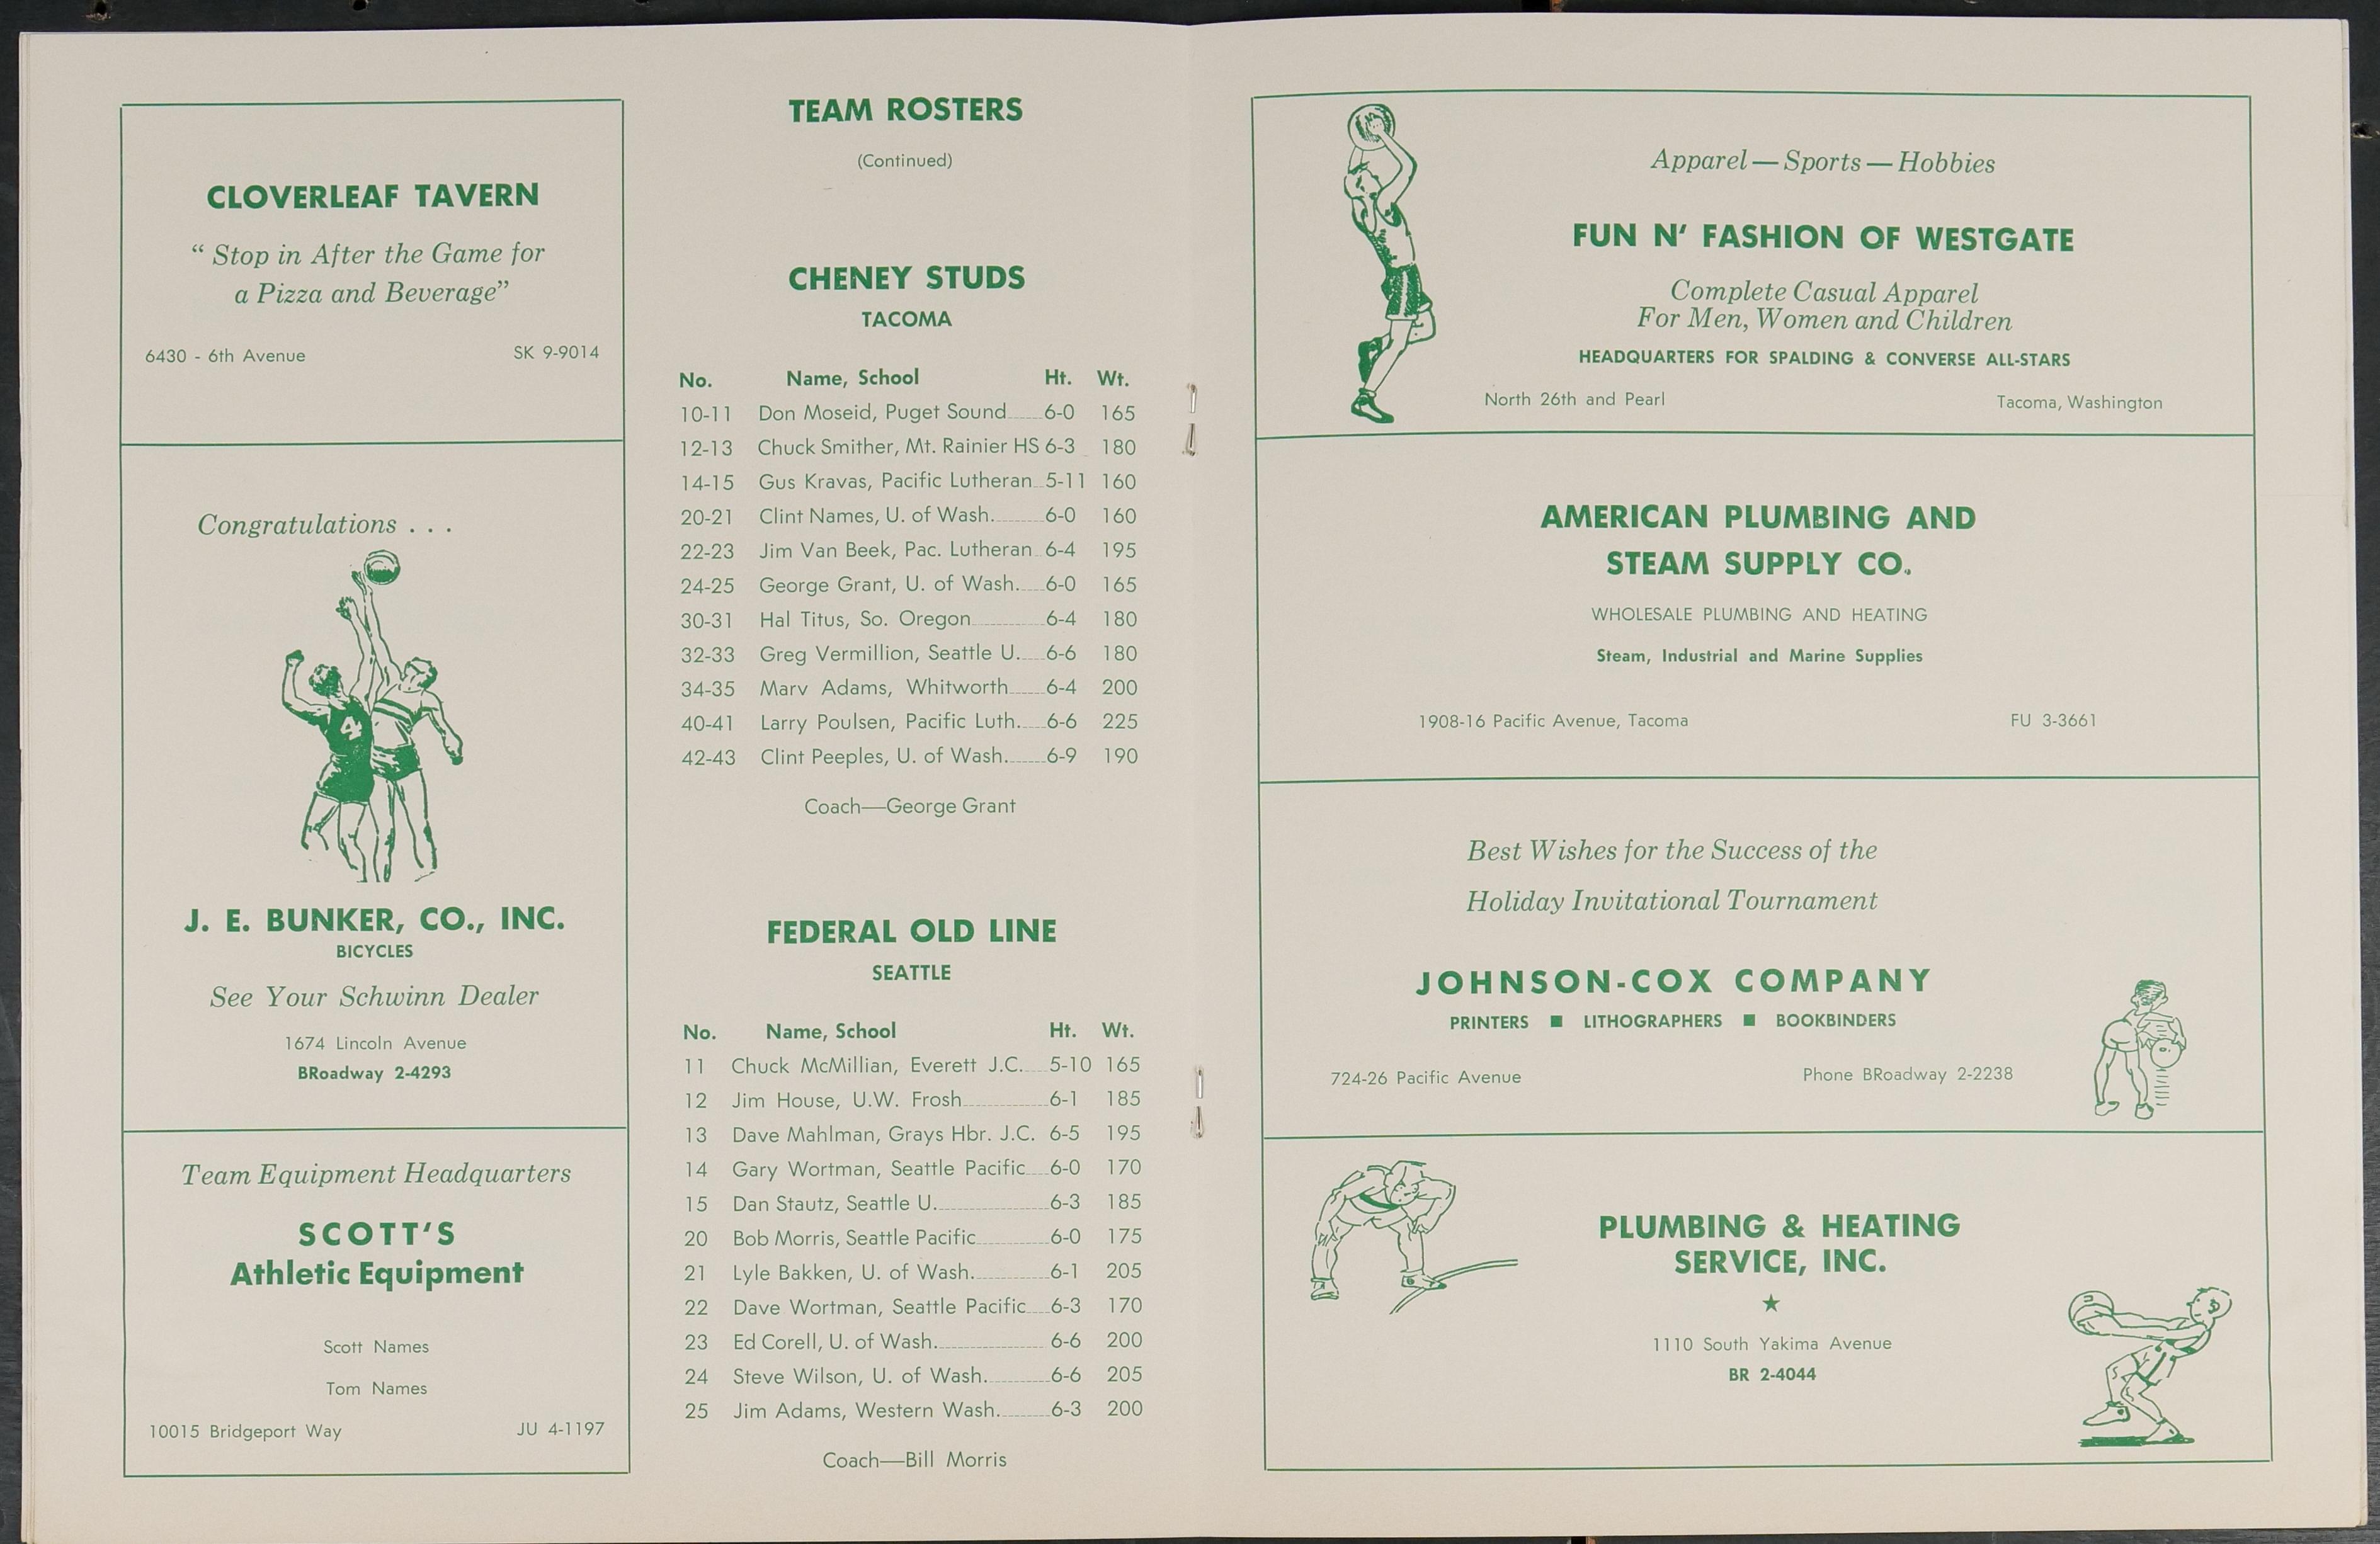 CLOVERLEAF TAVERN
“ Stop in After the Game for
a Pizza and Beverage”
6430 - 6th Avenue SK 9-9014
Congratulations . . .
4
J. E. BUNKER, CO., INC.
BICYCLES
See Your Schwinn Dealer
1674 Lincoln Avenue
BRoadway 2-4293
Team Equipment Headquarters
SCOTT’S
Athletic Equipment
Scott Names
Tom Names
10015 Bridgeport Way JU 4-1197
TEAM ROSTERS
(Continued)
CHENEY STUDS
TACOMA
No. Name, School Ht. Wt.
10-11 Don Moseid, Puget Sound 6-0 165
12-13 Chuck Smither, Mt. Rainier HS 6-3 180
14-15 Gus Kravas, Pacific Lutheran 5-11 160
20-21 Clint Names, U. of Wash. 6-0 160
22-23 Jim Van Beek, Pac. Lutheran 6-4 195
24-25 George Grant, U. of Wash. 6-0 165
30-31 Hal Titus, So. Oregon 6-4 180
32-33 Greg Vermillion, Seattle U. 6-6 180
34-35 Marv Adams, Whitworth 6-4 200
40-41 Larry Poulsen, Pacific Luth. 6-6 225
42-43 Clint Peeples, U. of Wash. 6-9 190
Coach—George Grant
FEDERAL OLD LINE
SEATTLE
No. Name, School Ht. Wt.
11 Chuck McMillian, Everett J.C. 5-10 165
12 Jim House, U.W. Frosh 6-1 185
13 Dave Mahlman, Grays Hbr. J.C. 6-5 195
14 Gary Wortman, Seattle Pacific 6-0 170
15 Dan Stautz, Seattle U. 6-3 185
20 Bob Morris, Seattle Pacific 6-0 175
21 Lyle Bakken, U. of Wash. 6-1 205
22 Dave Wortman, Seattle Pacific 6-3 170
23 Ed Corell, U. of Wash. 6-6 200
24 Steve Wilson, U. of Wash. 6-6 205
25 Jim Adams, Western Wash. 6-3 200
Coach—Bill Morris
Apparel — Sports — Hobbies
FUN N’ FASHION OF WESTGATE
Complete Casual Apparel
For Men, Women and Children
HEADQUARTERS FOR SPALDING & CONVERSE ALL-STARS
North 26th and Pearl Tacoma, Washington
AMERICAN PLUMBING AND
STEAM SUPPLY CO.
WHOLESALE PLUMBING AND HEATING
Steam, Industrial and Marine Supplies
1908-16 Pacific Avenue, Tacoma FU 3-3661
Best Wishes for the Success of the
Holiday Invitational Tournament
JOHNSON-COX COMPANY
PRINTERS ■ LITHOGRAPHERS ■ BOOKBINDERS
724-26 Pacific Avenue Phone BRoadway 2-2238
PLUMBING & HEATING
SERVICE, INC.
★
1110 South Yakima Avenue
BR 2-4044